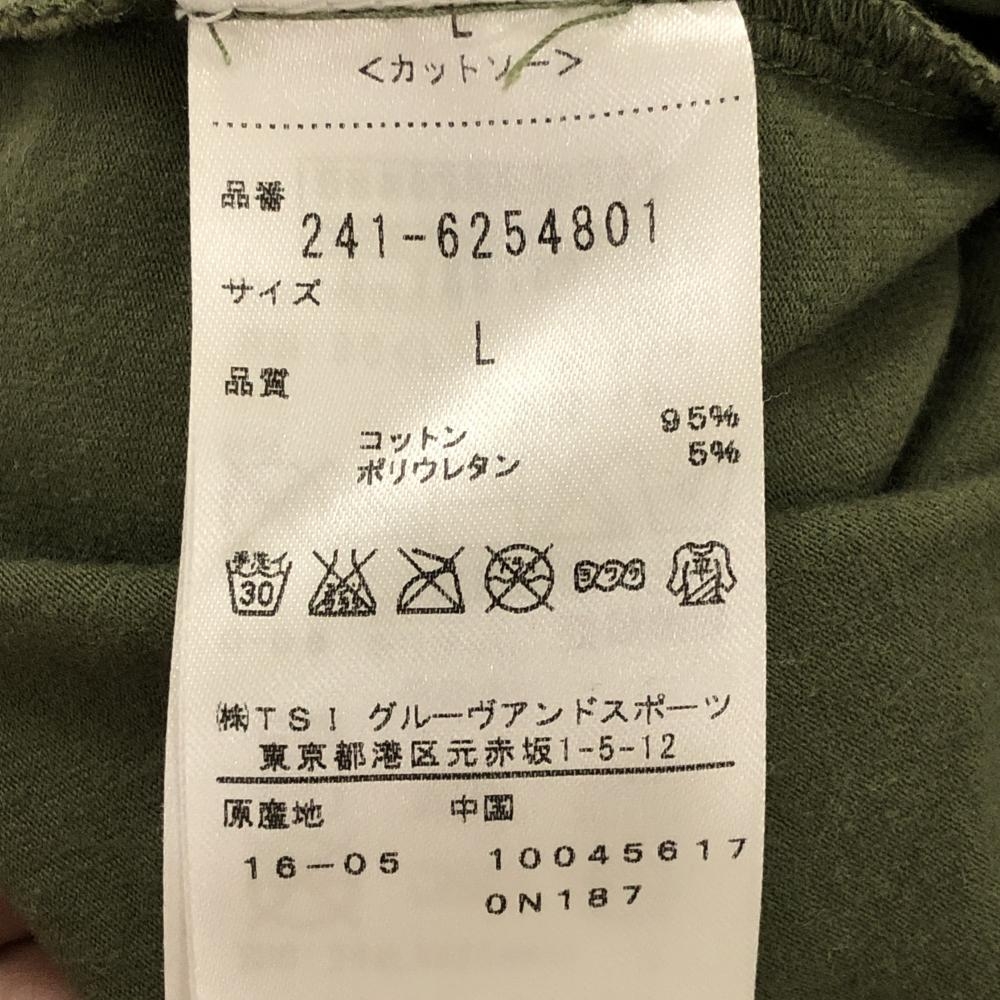 L
<カットソー>
品番
241-6254801
サイズ
L
品質
コットン 95%
ポリウレタン 5%
30
㈱TSI グルーヴアンドスポーツ
東京都港区元赤坂1-5-12
原産地 中国
16-05 10045617
0N187